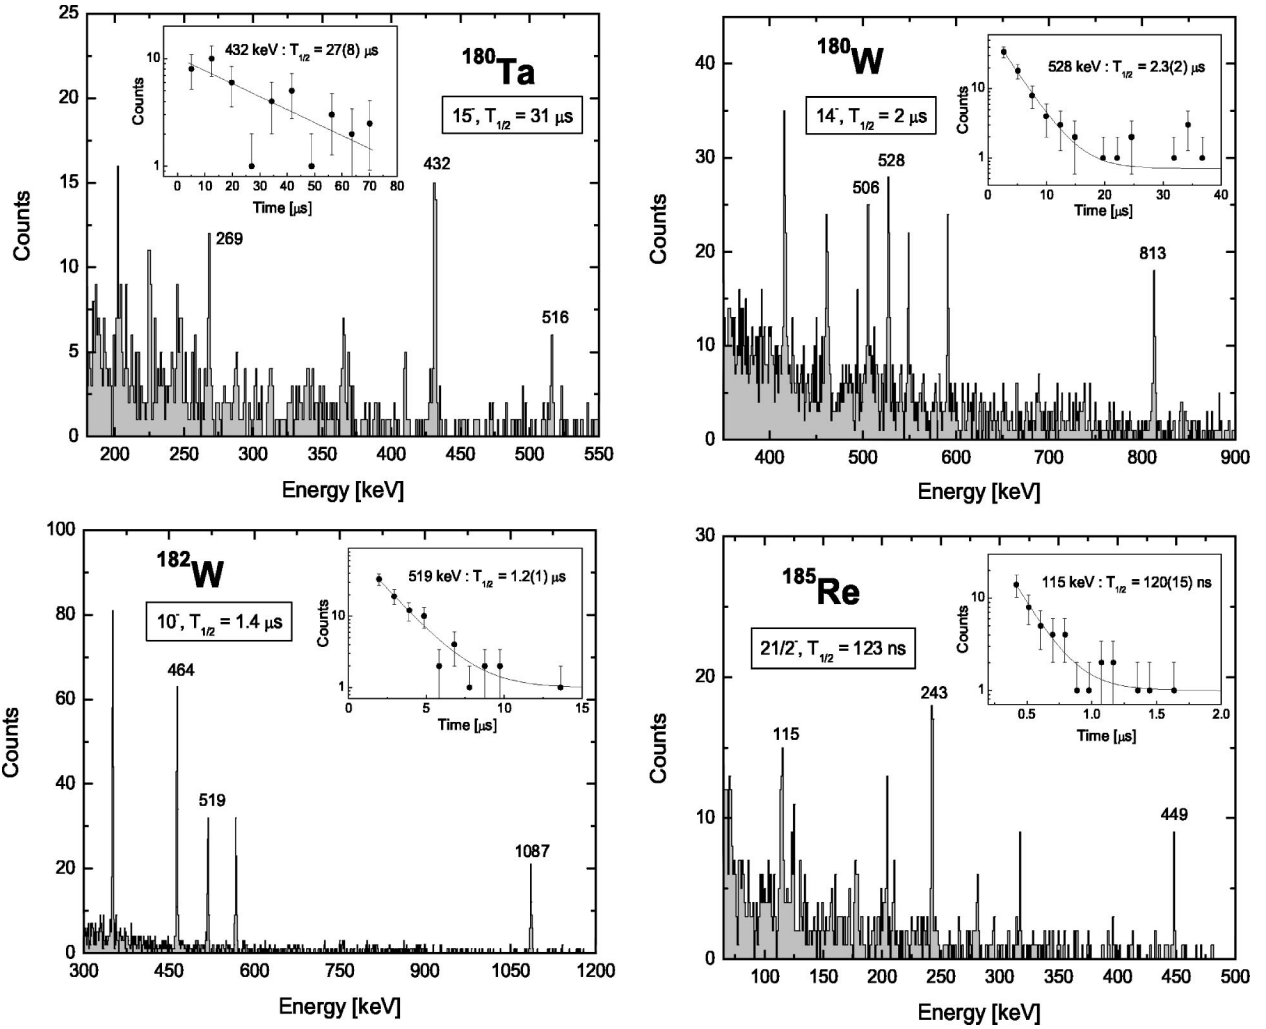 25
20
15
10
5
0
Counts
200 250 300 350 400 450 500 550
Energy [keV]
180Ta
15-, T1/2 = 31 μs
269
432
516
432 keV : T1/2 = 27(8) μs
10
1
Counts
0 10 20 30 40 50 60 70 80
Time [μs]
40
30
20
10
0
Counts
400 500 600 700 800 900
Energy [keV]
180W
14-, T1/2 = 2 μs
506
528
813
528 keV : T1/2 = 2.3(2) μs
10
1
Counts
0 10 20 30 40
Time [μs]
100
80
60
40
20
0
Counts
300 450 600 750 900 1050 1200
Energy [keV]
182W
10-, T1/2 = 1.4 μs
464
519
1087
519 keV : T1/2 = 1.2(1) μs
10
1
Counts
0 5 10 15
Time [μs]
30
20
10
0
Counts
100 150 200 250 300 350 400 450 500
Energy [keV]
185Re
21/2-, T1/2 = 123 ns
115
243
449
115 keV : T1/2 = 120(15) ns
10
1
Counts
0.5 1.0 1.5 2.0
Time [μs]